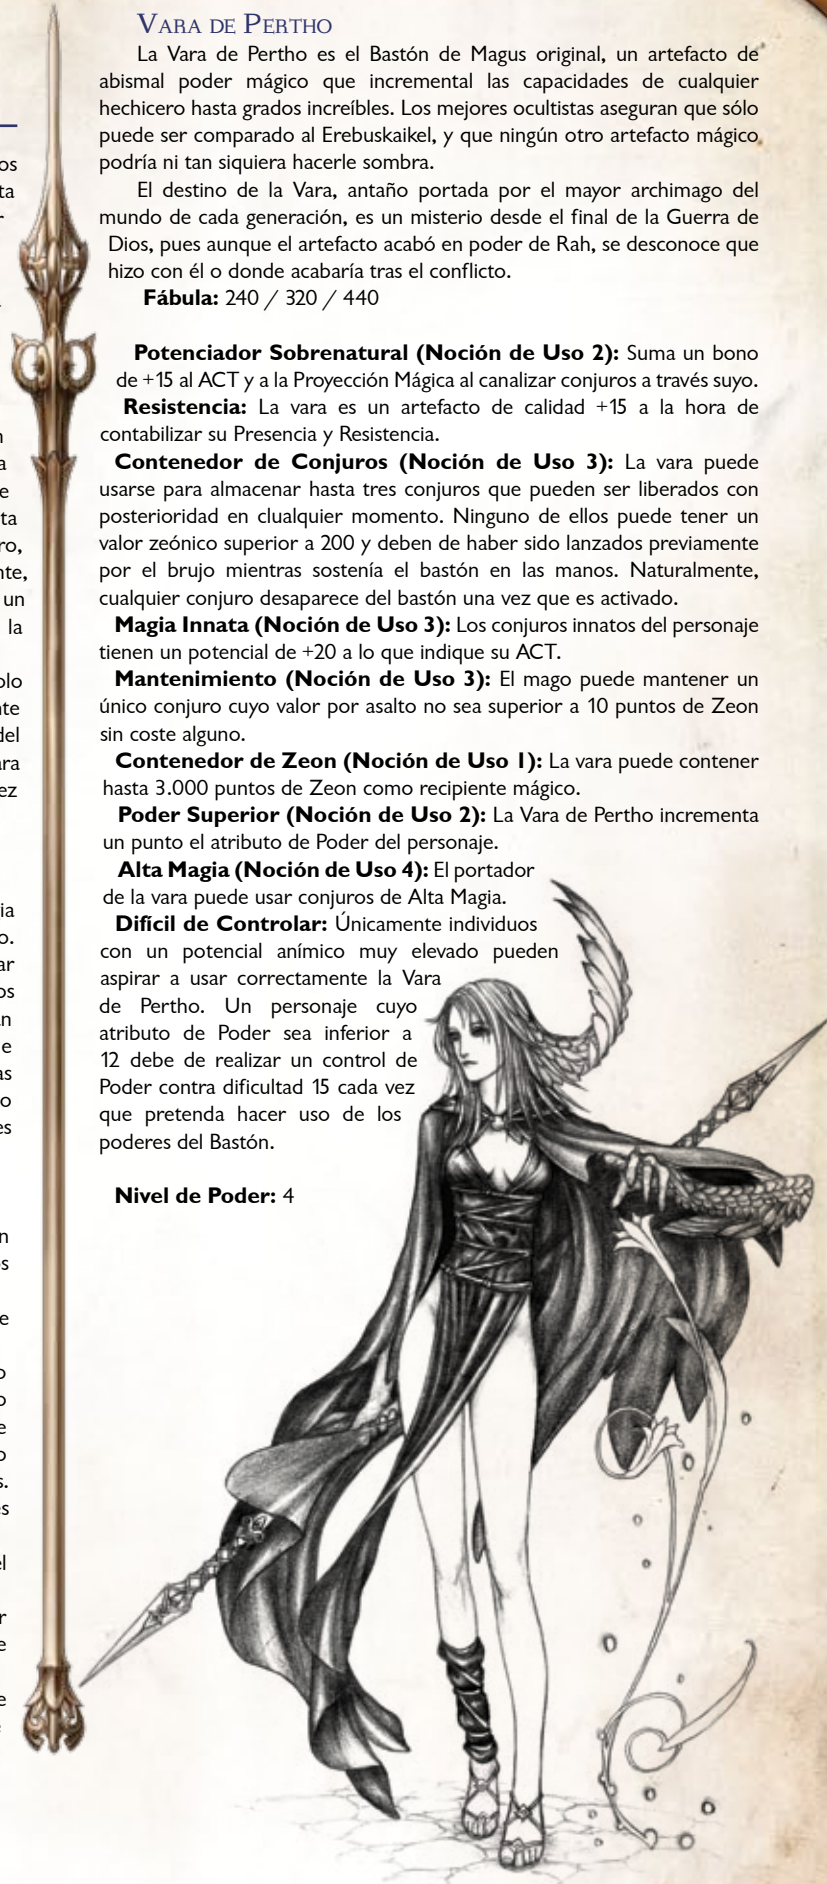 VARA DE PERTHO
La Vara de Pertho es el Bastón de Magus original, un artefacto de
abismal poder mágico que incremental las capacidades de cualquier
hechicero hasta grados increíbles. Los mejores ocultistas aseguran que sólo
puede ser comparado al Erebuskaikel, y que ningún otro artefacto mágico
podría ni tan siquiera hacerle sombra.
El destino de la Vara, antaño portada por el mayor archimago del
mundo de cada generación, es un misterio desde el final de la Guerra de
Dios, pues aunque el artefacto acabó en poder de Rah, se desconoce que
hizo con él o donde acabaría tras el conflicto.
Fábula: 240 / 320 / 440
Potenciador Sobrenatural (Noción de Uso 2): Suma un bono
de +15 al ACT y a la Proyección Mágica al canalizar conjuros a través suyo.
Resistencia: La vara es un artefacto de calidad +15 a la hora de
contabilizar su Presencia y Resistencia.
Contenedor de Conjuros (Noción de Uso 3): La vara puede
usarse para almacenar hasta tres conjuros que pueden ser liberados con
posterioridad en clualquier momento. Ninguno de ellos puede tener un
valor zeónico superior a 200 y deben de haber sido lanzados previamente
por el brujo mientras sostenía el bastón en las manos. Naturalmente,
cualquier conjuro desaparece del bastón una vez que es activado.
Magia Innata (Noción de Uso 3): Los conjuros innatos del personaje
tienen un potencial de +20 a lo que indique su ACT.
Mantenimiento (Noción de Uso 3): El mago puede mantener un
único conjuro cuyo valor por asalto no sea superior a 10 puntos de Zeon
sin coste alguno.
Contenedor de Zeon (Noción de Uso 1): La vara puede contener
hasta 3.000 puntos de Zeon como recipiente mágico.
Poder Superior (Noción de Uso 2): La Vara de Pertho incrementa
un punto el atributo de Poder del personaje.
Alta Magia (Noción de Uso 4): El portador
de la vara puede usar conjuros de Alta Magia.
Difícil de Controlar: Únicamente individuos
con un potencial anímico muy elevado pueden
aspirar a usar correctamente la Vara
de Pertho. Un personaje cuyo
atributo de Poder sea inferior a
12 debe de realizar un control de
Poder contra dificultad 15 cada vez
que pretenda hacer uso de los
poderes del Bastón.
Nivel de Poder: 4